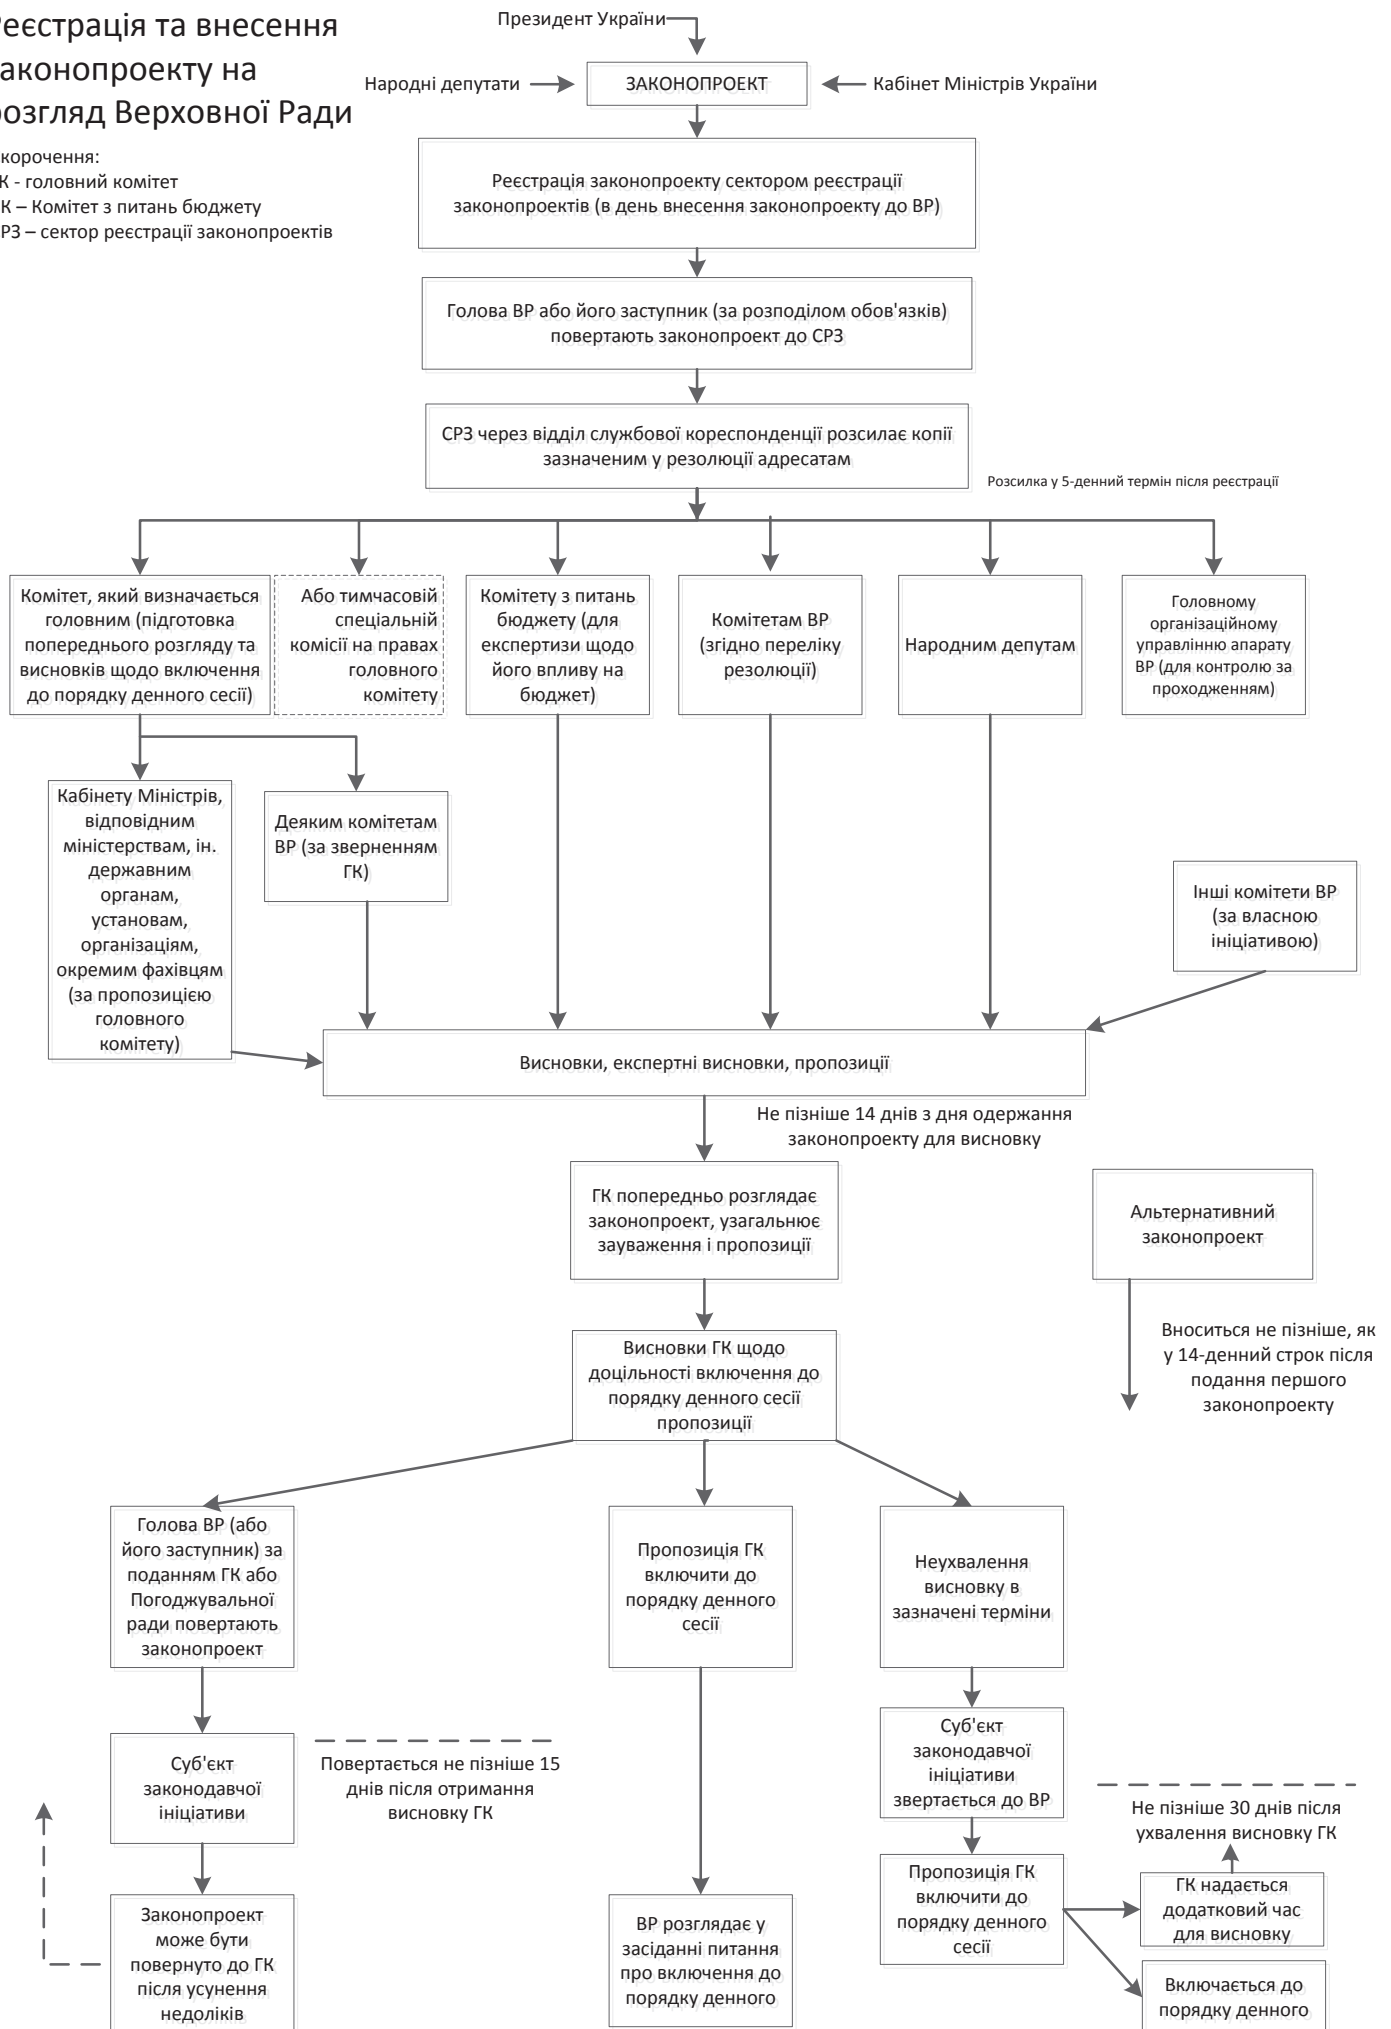 еєстрація та внесення
аконопроекту на
озгляд Верховної Ради
корочення:
К - головний комітет
К – Комітет з питань бюджету
РЗ – сектор реєстрації законопроектів
Президент України
Народні депутати
ЗАКОНОПРОЕКТ
Кабінет Міністрів України
Реєстрація законопроекту сектором реєстрації
законопроектів (в день внесення законопроекту до ВР)
Голова ВР або його заступник (за розподілом обов'язків)
повертають законопроект до СРЗ
СРЗ через відділ службової кореспонденції розсилає копії
зазначеним у резолюції адресатам
Розсилка у 5-денний термін після реєстрації
Комітет, який визначається
головним (підготовка
попереднього розгляду та
висновків щодо включення
до порядку денного сесії)
Або тимчасовій
спеціальній
комісії на правах
головного
комітету
Комітету з питань
бюджету (для
експертизи щодо
його впливу на
бюджет)
Комітетам ВР
(згідно переліку
резолюції)
Народним депутам
Головному
організаційному
управлінню апарату
ВР (для контролю за
проходженням)
Кабінету Міністрів,
відповідним
міністерствам, ін.
державним
органам,
установам,
організаціям,
окремим фахівцям
(за пропозицією
головного
комітету)
Деяким комітетам
ВР (за зверненням
ГК)
Інші комітети ВР
(за власною
ініціативою)
Висновки, експертні висновки, пропозиції
Не пізніше 14 днів з дня одержання
законопроекту для висновку
ГК попередньо розглядає
законопроект, узагальнює
зауваження і пропозиції
Альтернативний
законопроект
Вноситься не пізніше, як
у 14-денний строк після
подання першого
законопроекту
Висновки ГК щодо
доцільності включення до
порядку денного сесії
пропозиції
Голова ВР (або
його заступник) за
поданням ГК або
Погоджувальної
ради повертають
законопроект
Пропозиція ГК
включити до
порядку денного
сесії
Неухвалення
висновку в
зазначені терміни
Суб'єкт
законодавчої
ініціативи
Повертається не пізніше 15
днів після отримання
висновку ГК
Суб'єкт
законодавчої
ініціативи
звертається до ВР
Не пізніше 30 днів після
ухвалення висновку ГК
Законопроект
може бути
повернуто до ГК
після усунення
недоліків
ВР розглядає у
засіданні питання
про включення до
порядку денного
Пропозиція ГК
включити до
порядку денного
сесії
ГК надається
додатковий час
для висновку
Включається до
порядку денного